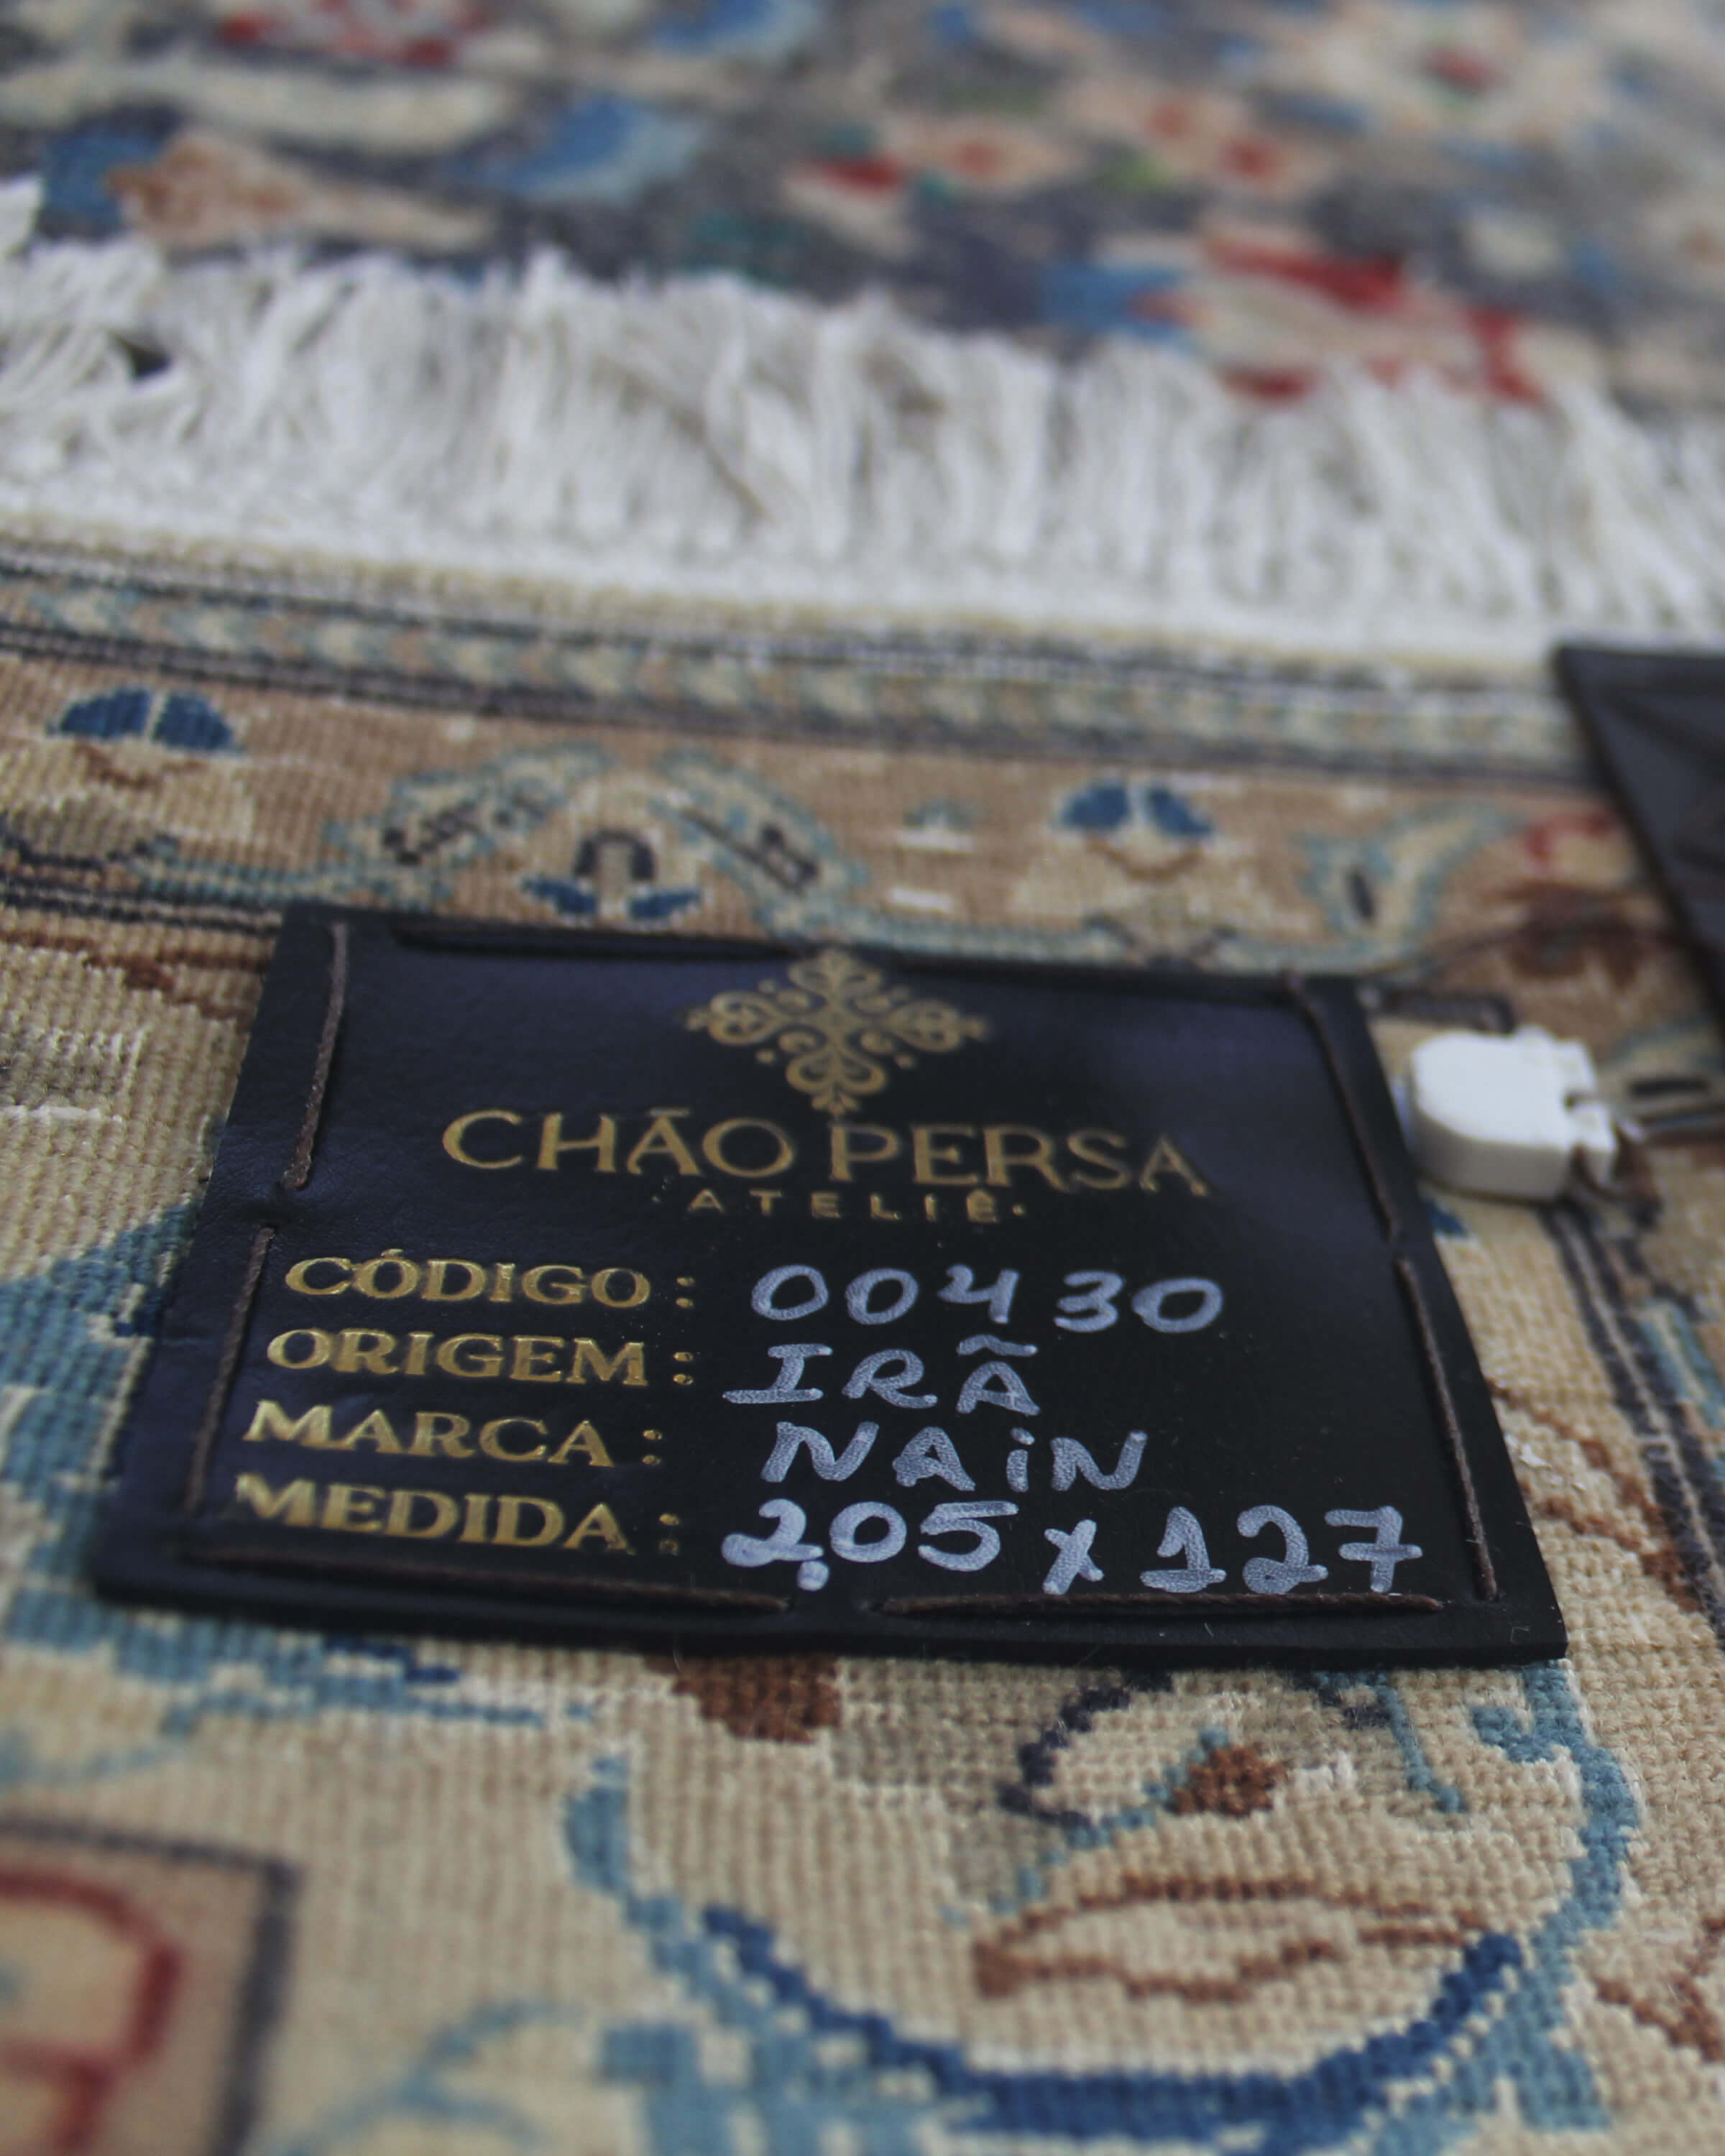 CHÃO PERSA
· ATELIÊ ·
CÓDIGO : 00430
ORIGEM : IRÃ
MARCA : NAiN
MEDIDA : 2,05 x 127